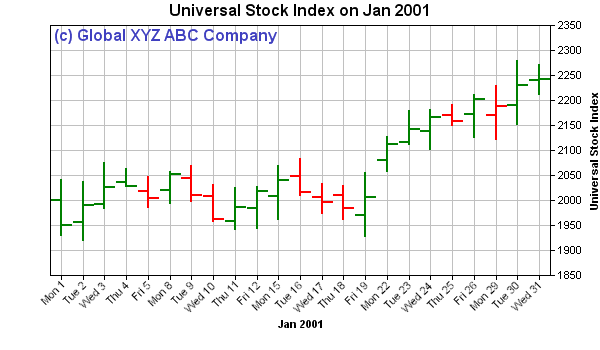 Universal Stock Index on Jan 2001
(c) Global XYZ ABC Company
2350
2300
2250
2200
2150
2100
2050
2000
1950
1900
1850
Universal Stock Index
Mon 1
Tue 2
Wed 3
Thu 4
Fri 5
Mon 8
Tue 9
Wed 10
Thu 11
Fri 12
Mon 15
Tue 16
Wed 17
Thu 18
Fri 19
Mon 22
Tue 23
Wed 24
Thu 25
Fri 26
Mon 29
Tue 30
Wed 31
Jan 2001